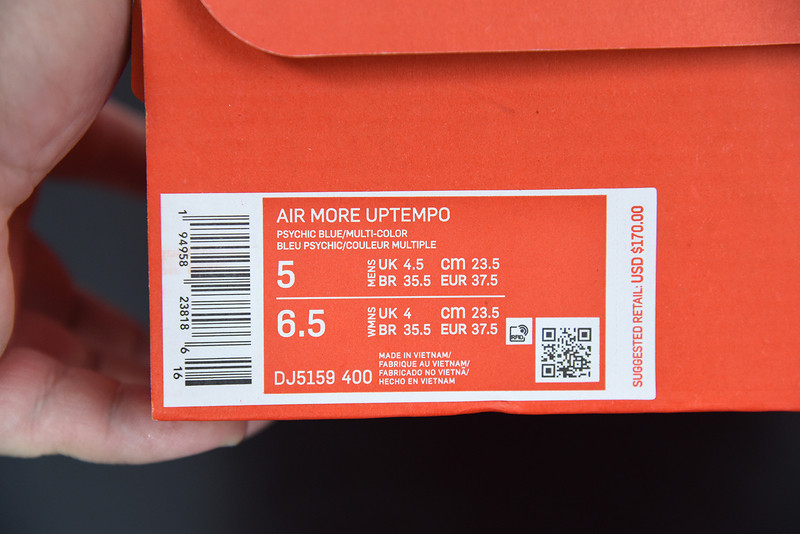 AIR MORE UPTEMPO
PSYCHIC BLUE/MULTI-COLOR
BLEU PSYCHIC/COULEUR MULTIPLE
5 MENS UK 4.5 cm 23.5
BR 35.5 EUR 37.5
6.5 WMNS UK 4 cm 23.5
BR 35.5 EUR 37.5
MADE IN VIETNAM/
FABRIQUE AU VIETNAM/
FABRICADO NO VIETNÃ/
HECHO EN VIETNAM
DJ5159 400
1 94958 23818 6
16
RFID
SUGGESTED RETAIL: USD $170.00